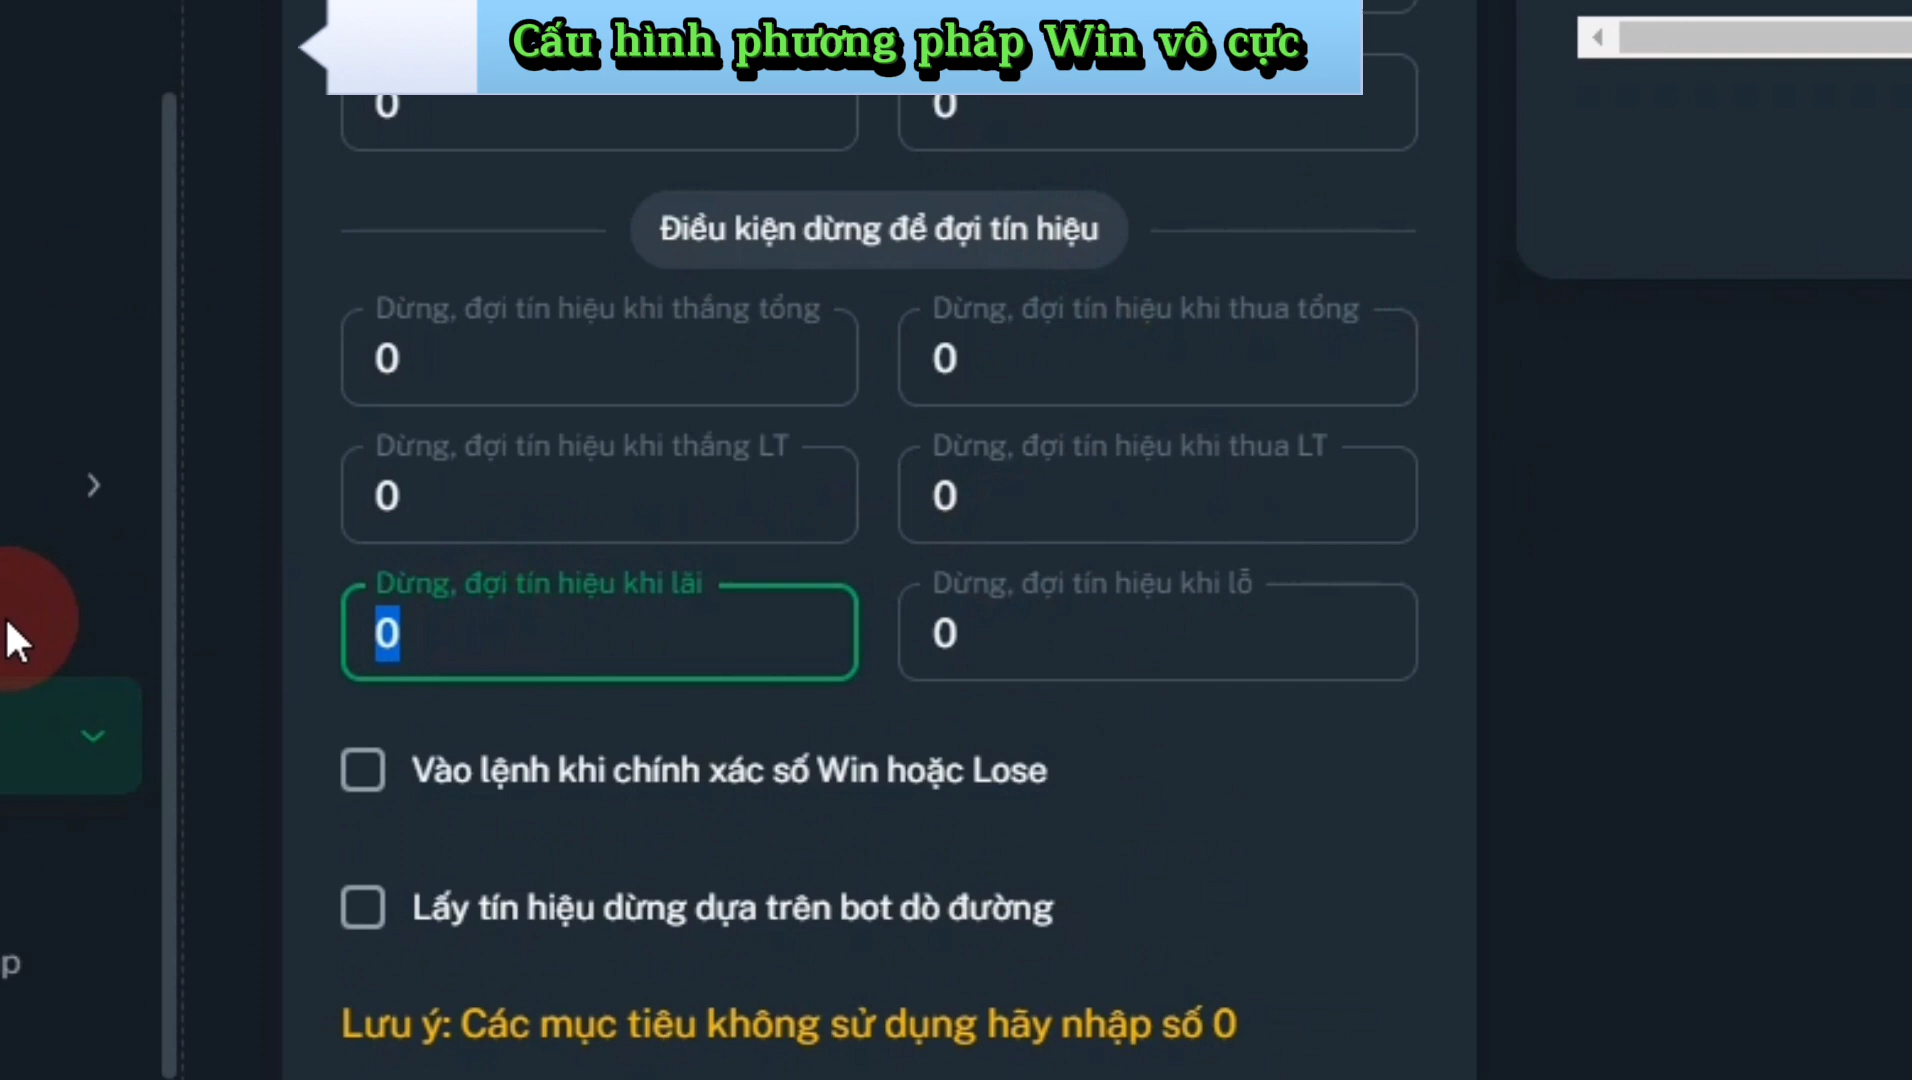 Cấu hình phương pháp Win vô cực
0
0
Điều kiện dừng để đợi tín hiệu
Dừng, đợi tín hiệu khi thắng tổng
Dừng, đợi tín hiệu khi thua tổng
0
0
Dừng, đợi tín hiệu khi thắng LT
Dừng, đợi tín hiệu khi thua LT
0
0
Dừng, đợi tín hiệu khi lãi
Dừng, đợi tín hiệu khi lỗ
0
0
Vào lệnh khi chính xác số Win hoặc Lose
Lấy tín hiệu dừng dựa trên bot dò đường
p
Lưu ý: Các mục tiêu không sử dụng hãy nhập số 0